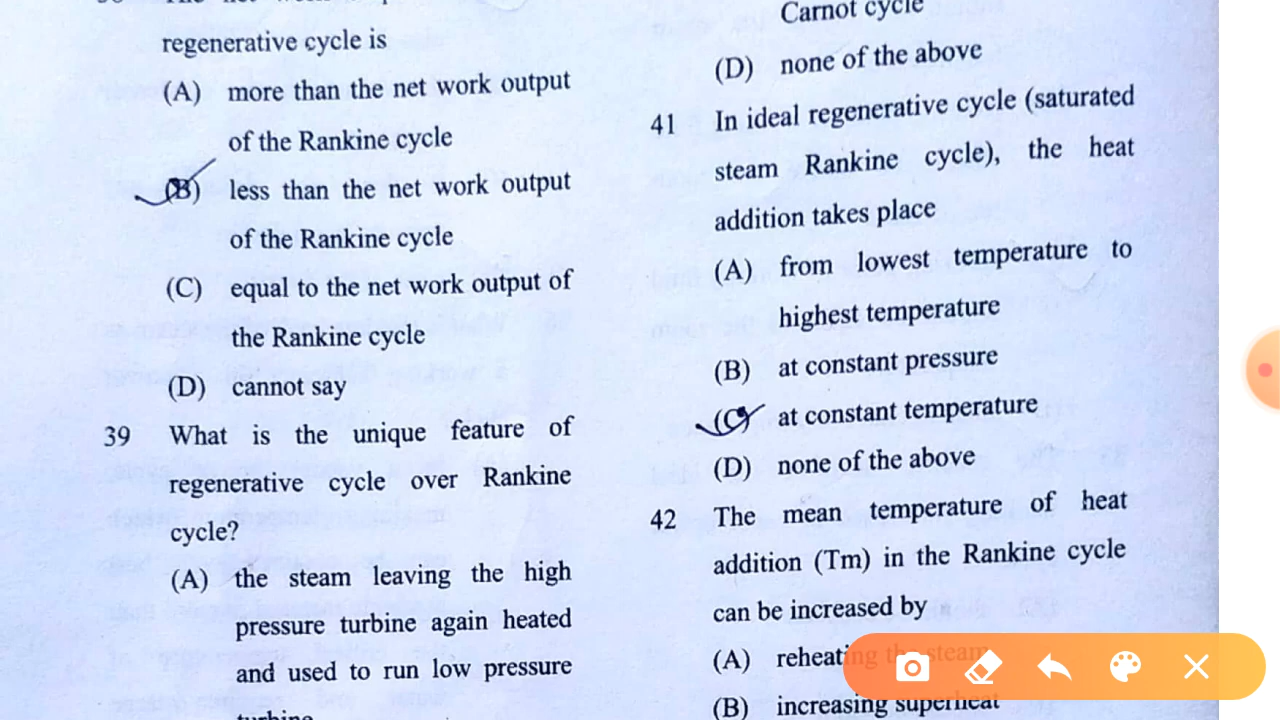 regenerative cycle is
(A) more than the net work output
of the Rankine cycle
(B) less than the net work output
of the Rankine cycle
(C) equal to the net work output of
the Rankine cycle
(D) cannot say
39 What is the unique feature of
regenerative cycle over Rankine
cycle?
(A) the steam leaving the high
pressure turbine again heated
and used to run low pressure
turbine
Carnot cycle
(D) none of the above
41 In ideal regenerative cycle (saturated
steam Rankine cycle), the heat
addition takes place
(A) from lowest temperature to
highest temperature
(B) at constant pressure
(C) at constant temperature
(D) none of the above
42 The mean temperature of heat
addition (Tm) in the Rankine cycle
can be increased by
(A) reheating the steam
(B) increasing superheat